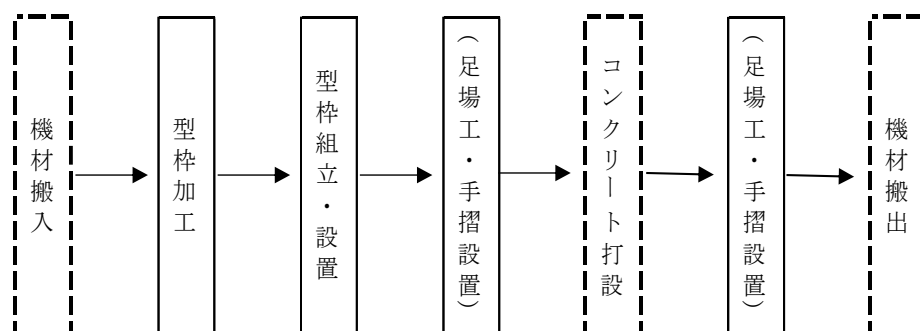 機材搬入
型枠加工
型枠組立・設置
（足場工・手摺設置）
コンクリート打設
（足場工・手摺設置）
機材搬出